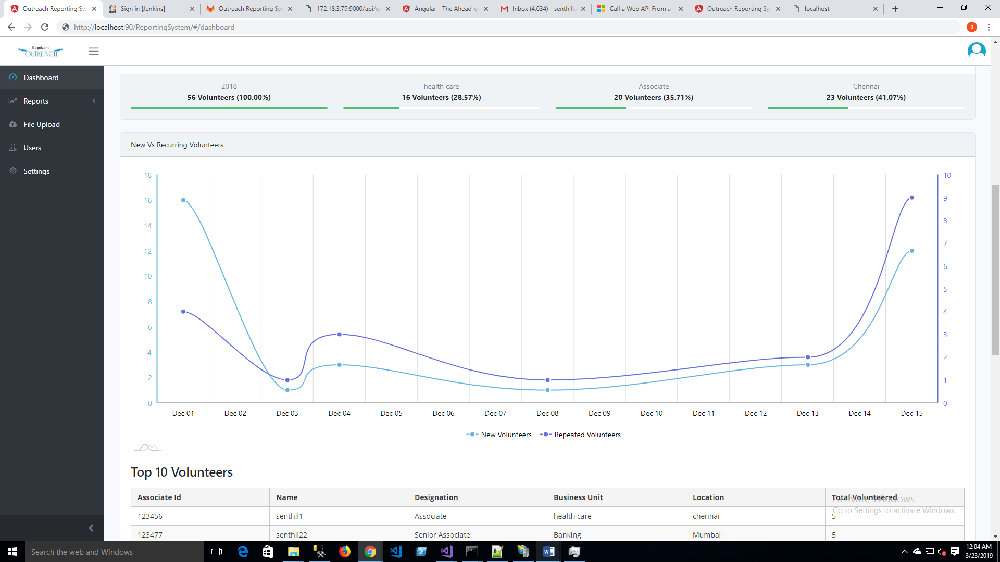 Outreach Reporting Sy
Sign in [Jenkins]
Outreach Reporting Sys
172.18.3.79:9000/api/e
Angular - The Ahead-o
Inbox (4,634) - senthilk
Call a Web API From a
Outreach Reporting Sy
localhost
http://localhost:90/ReportingSystem/#/dashboard
s
Cognizant
OUTREACH
Dashboard
Reports
File Upload
Users
Settings
2018
56 Volunteers (100.00%)
health care
16 Volunteers (28.57%)
Associate
20 Volunteers (35.71%)
Chennai
23 Volunteers (41.07%)
New Vs Recurring Volunteers
18
16
14
12
10
8
6
4
2
0
10
9
8
7
6
5
4
3
2
1
0
Dec 01 Dec 02 Dec 03 Dec 04 Dec 05 Dec 06 Dec 07 Dec 08 Dec 09 Dec 10 Dec 11 Dec 12 Dec 13 Dec 14 Dec 15
New Volunteers Repeated Volunteers
Top 10 Volunteers
Associate Id Name Designation Business Unit Location Total Volunteered
123456 senthil1 Associate health care chennai 5
123477 senthil22 Senior Associate Banking Mumbai 5
Activate Windows
Go to Settings to activate Windows.
Search the web and Windows
12:04 AM
3/23/2019